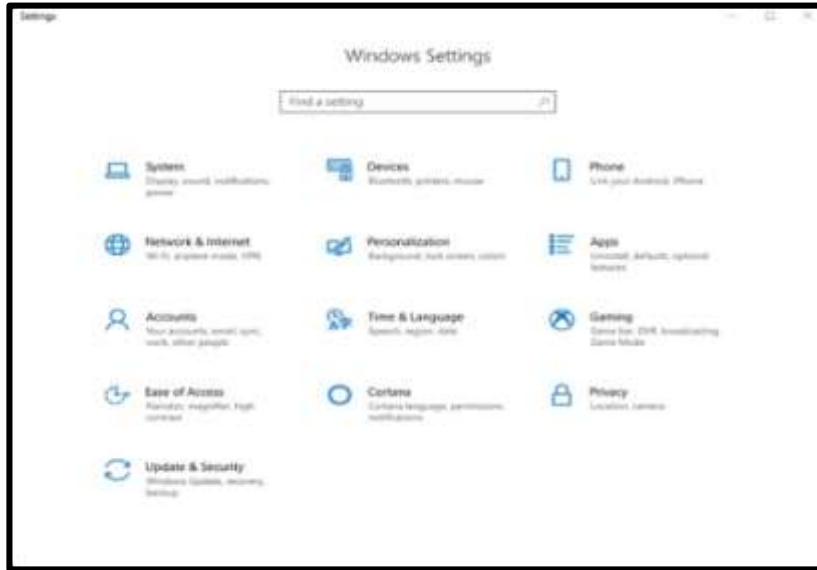 Settings
Windows Settings
Find a setting
System
Display, sound, notifications,
power
Devices
Bluetooth, printers, mouse
Phone
Link your Android, iPhone
Network & Internet
Wi-Fi, airplane mode, VPN
Personalization
Background, lock screen, colors
Apps
Uninstall, defaults, optional
features
Accounts
Your accounts, email, sync,
work, other people
Time & Language
Speech, region, date
Gaming
Game bar, DVR, broadcasting,
Game Mode
Ease of Access
Narrator, magnifier, high
contrast
Cortana
Cortana language, permissions,
notifications
Privacy
Location, camera
Update & Security
Windows Update, recovery,
backup